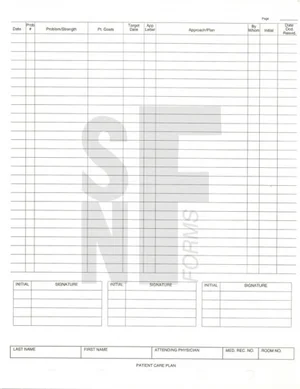 Page
Date Prob. # Problem/Strength Pt. Goals Target Date App. Letter Approach/Plan By Whom Initial Date/ Dict. Resolv.
SNF
FORMS
INITIAL SIGNATURE INITIAL SIGNATURE INITIAL SIGNATURE
LAST NAME FIRST NAME ATTENDING PHYSICIAN MED. REC. NO. ROOM NO.
PATIENT CARE PLAN